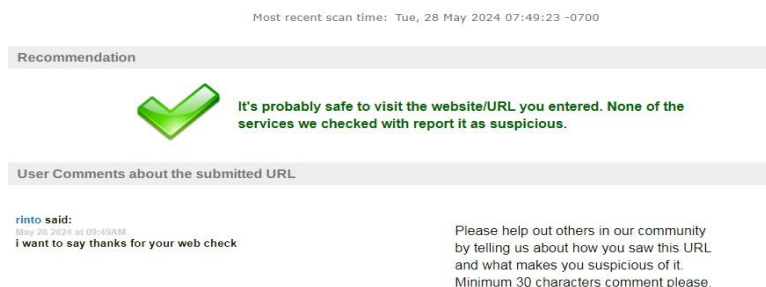 Most recent scan time: Tue, 28 May 2024 07:49:23 -0700
Recommendation
It's probably safe to visit the website/URL you entered. None of the
services we checked with report it as suspicious.
User Comments about the submitted URL
rinto said:
May 28 2024 at 09:49AM
i want to say thanks for your web check
Please help out others in our community
by telling us about how you saw this URL
and what makes you suspicious of it.
Minimum 30 characters comment please.